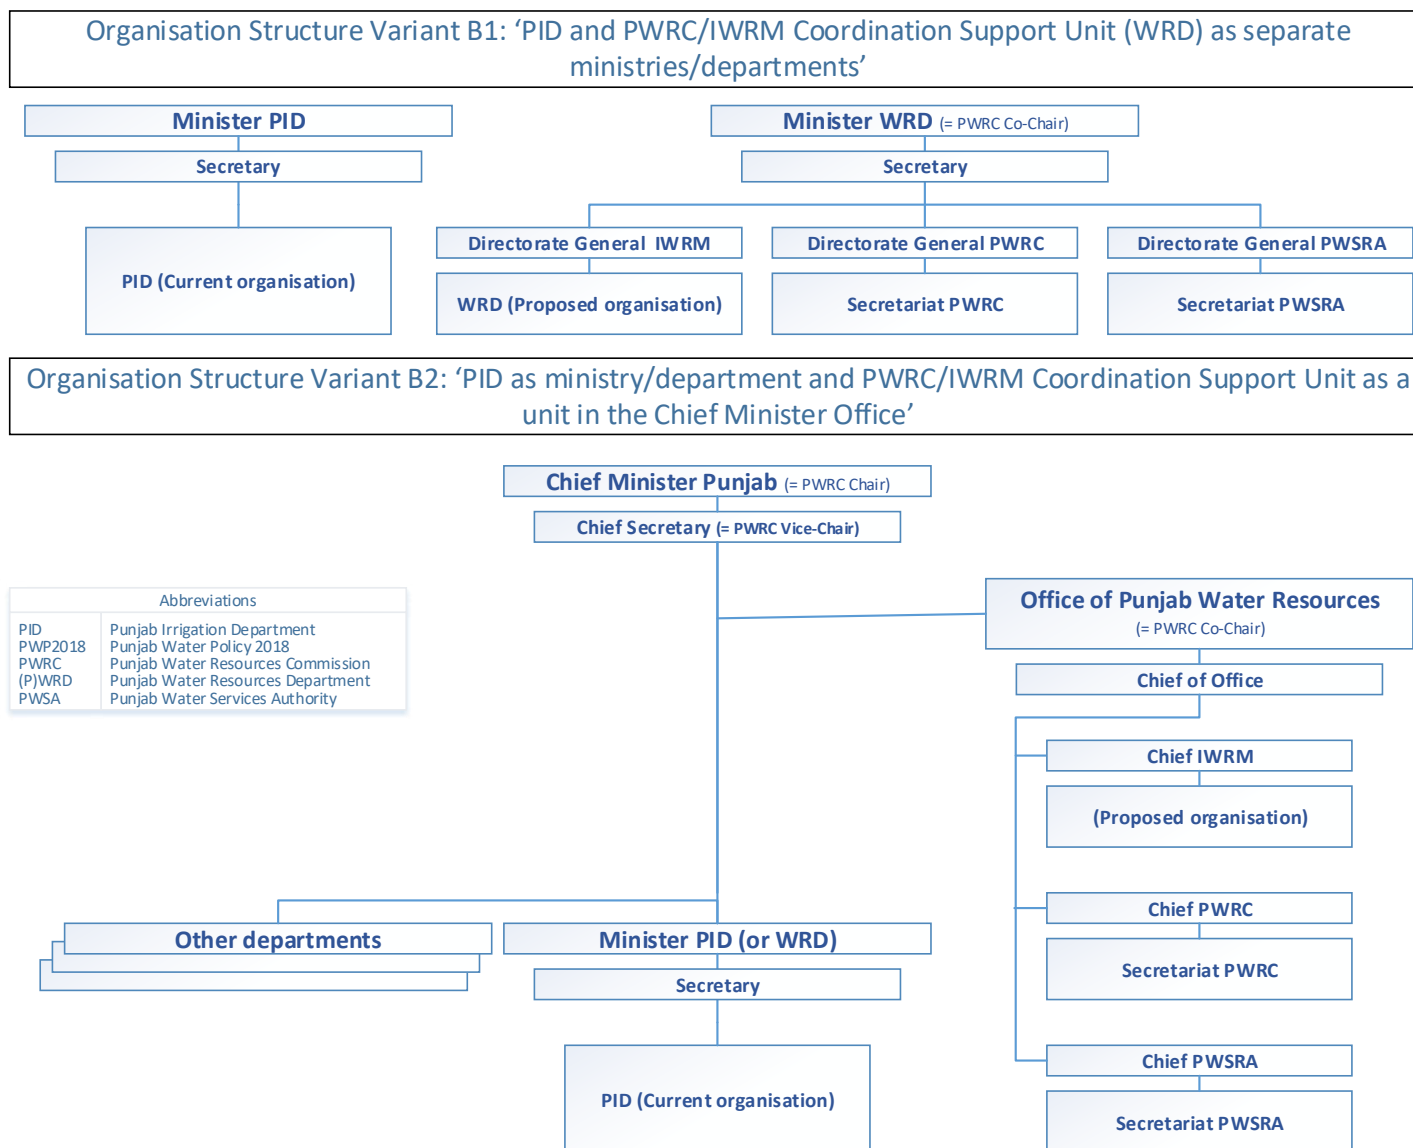 Organisation Structure Variant B1: ‘PID and PWRC/IWRM Coordination Support Unit (WRD) as separate
ministries/departments’
Minister PID
Minister WRD (= PWRC Co-Chair)
Secretary
Secretary
Directorate General IWRM
Directorate General PWRC
Directorate General PWSRA
PID (Current organisation)
WRD (Proposed organisation)
Secretariat PWRC
Secretariat PWSRA
Organisation Structure Variant B2: ‘PID as ministry/department and PWRC/IWRM Coordination Support Unit as a
unit in the Chief Minister Office’
Chief Minister Punjab (= PWRC Chair)
Chief Secretary (= PWRC Vice-Chair)
Office of Punjab Water Resources
(= PWRC Co-Chair)
Chief of Office
Abbreviations
PID Punjab Irrigation Department
PWP2018 Punjab Water Policy 2018
PWRC Punjab Water Resources Commission
(P)WRD Punjab Water Resources Department
PWSA Punjab Water Services Authority
Chief IWRM
(Proposed organisation)
Chief PWRC
Secretariat PWRC
Other departments
Minister PID (or WRD)
Secretary
PID (Current organisation)
Chief PWSRA
Secretariat PWSRA